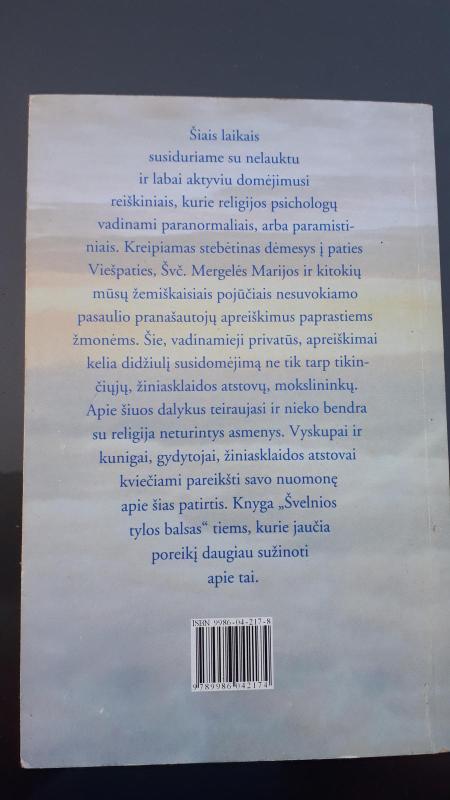 Šiais laikais
susiduriame su nelauktu
ir labai aktyviu domėjimusi
reiškiniais, kurie religijos psichologų
vadinami paranormaliais, arba paramisti-
niais. Kreipiamas stebėtinas dėmesys į paties
Viešpaties, Švč. Mergelės Marijos ir kitokių
mūsų žemiškaisiais pojūčiais nesuvokiamo
pasaulio pranašautojų apreiškimus paprastiems
žmonėms. Šie, vadinamieji privatūs, apreiškimai
kelia didžiulį susidomėjimą ne tik tarp tikin-
čiųjų, žiniasklaidos atstovų, mokslininkų.
Apie šiuos dalykus teiraujasi ir nieko bendra
su religija neturintys asmenys. Vyskupai ir
kunigai, gydytojai, žiniasklaidos atstovai
kviečiami pareikšti savo nuomonę
apie šias patirtis. Knyga „Švelnios
tylos balsas“ tiems, kurie jaučia
poreikį daugiau sužinoti
apie tai.
ISBN 9986-04-217-8
9789986042174